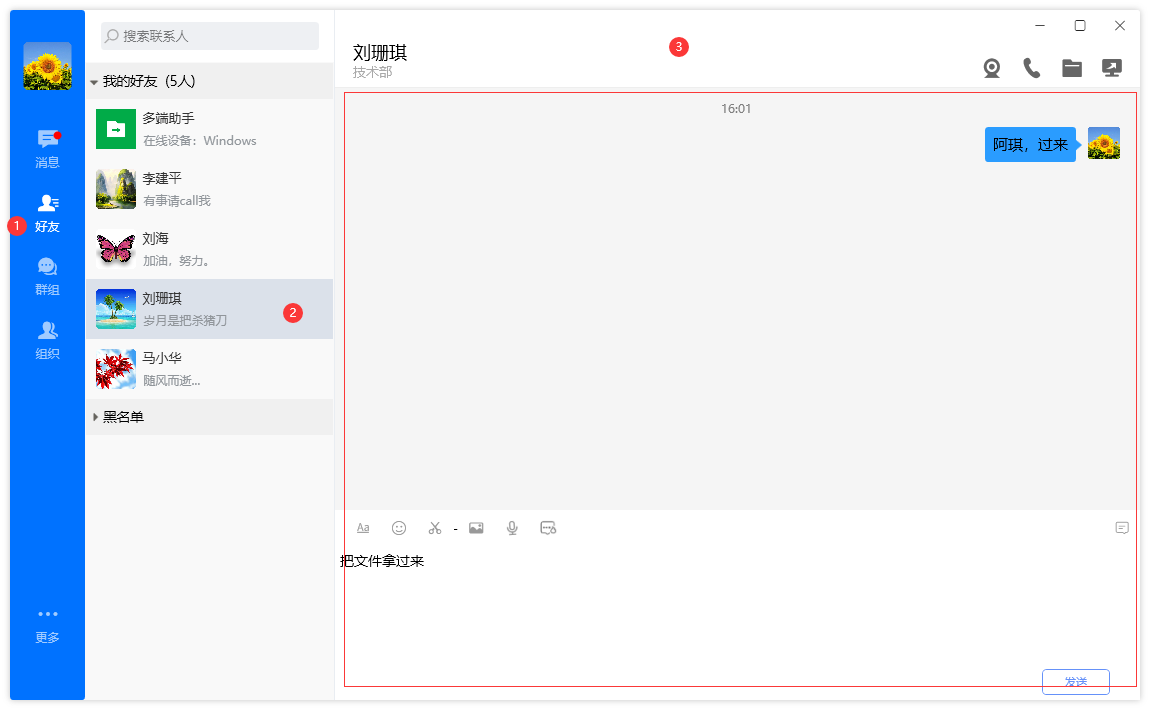 搜索联系人
我的好友（5人）
多端助手
在线设备：Windows
李建平
有事请call我
刘海
加油，努力。
刘珊琪
岁月是把杀猪刀
2
马小华
随风而逝...
黑名单
消息
1
好友
群组
组织
更多
刘珊琪
技术部
3
16:01
阿琪，过来
Aa
把文件拿过来
发送